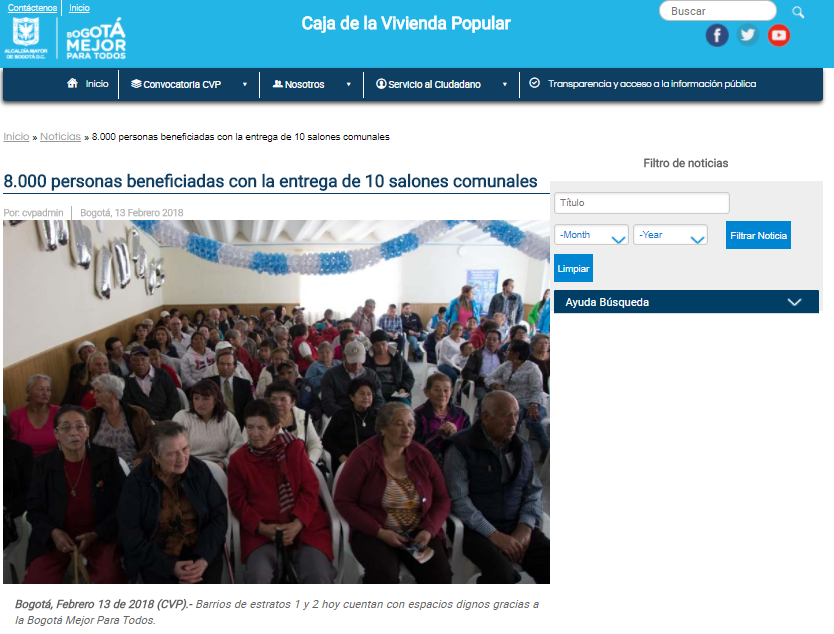 Contáctenos Inicio
Buscar
Caja de la Vivienda Popular
ALCALDÍA MAYOR
DE BOGOTÁ D.C.
BOGOTÁ
MEJOR
PARA TODOS
Inicio Convocatoria CVP Nosotros Servicio al Ciudadano Transparencia y acceso a la información pública
Inicio » Noticias » 8.000 personas beneficiadas con la entrega de 10 salones comunales
8.000 personas beneficiadas con la entrega de 10 salones comunales
Por: cvpadmin Bogotá, 13 Febrero 2018
Bogotá, Febrero 13 de 2018 (CVP).- Barrios de estratos 1 y 2 hoy cuentan con espacios dignos gracias a
la Bogotá Mejor Para Todos.
Filtro de noticias
Título
-Month -Year Filtrar Noticia
Limpiar
Ayuda Búsqueda